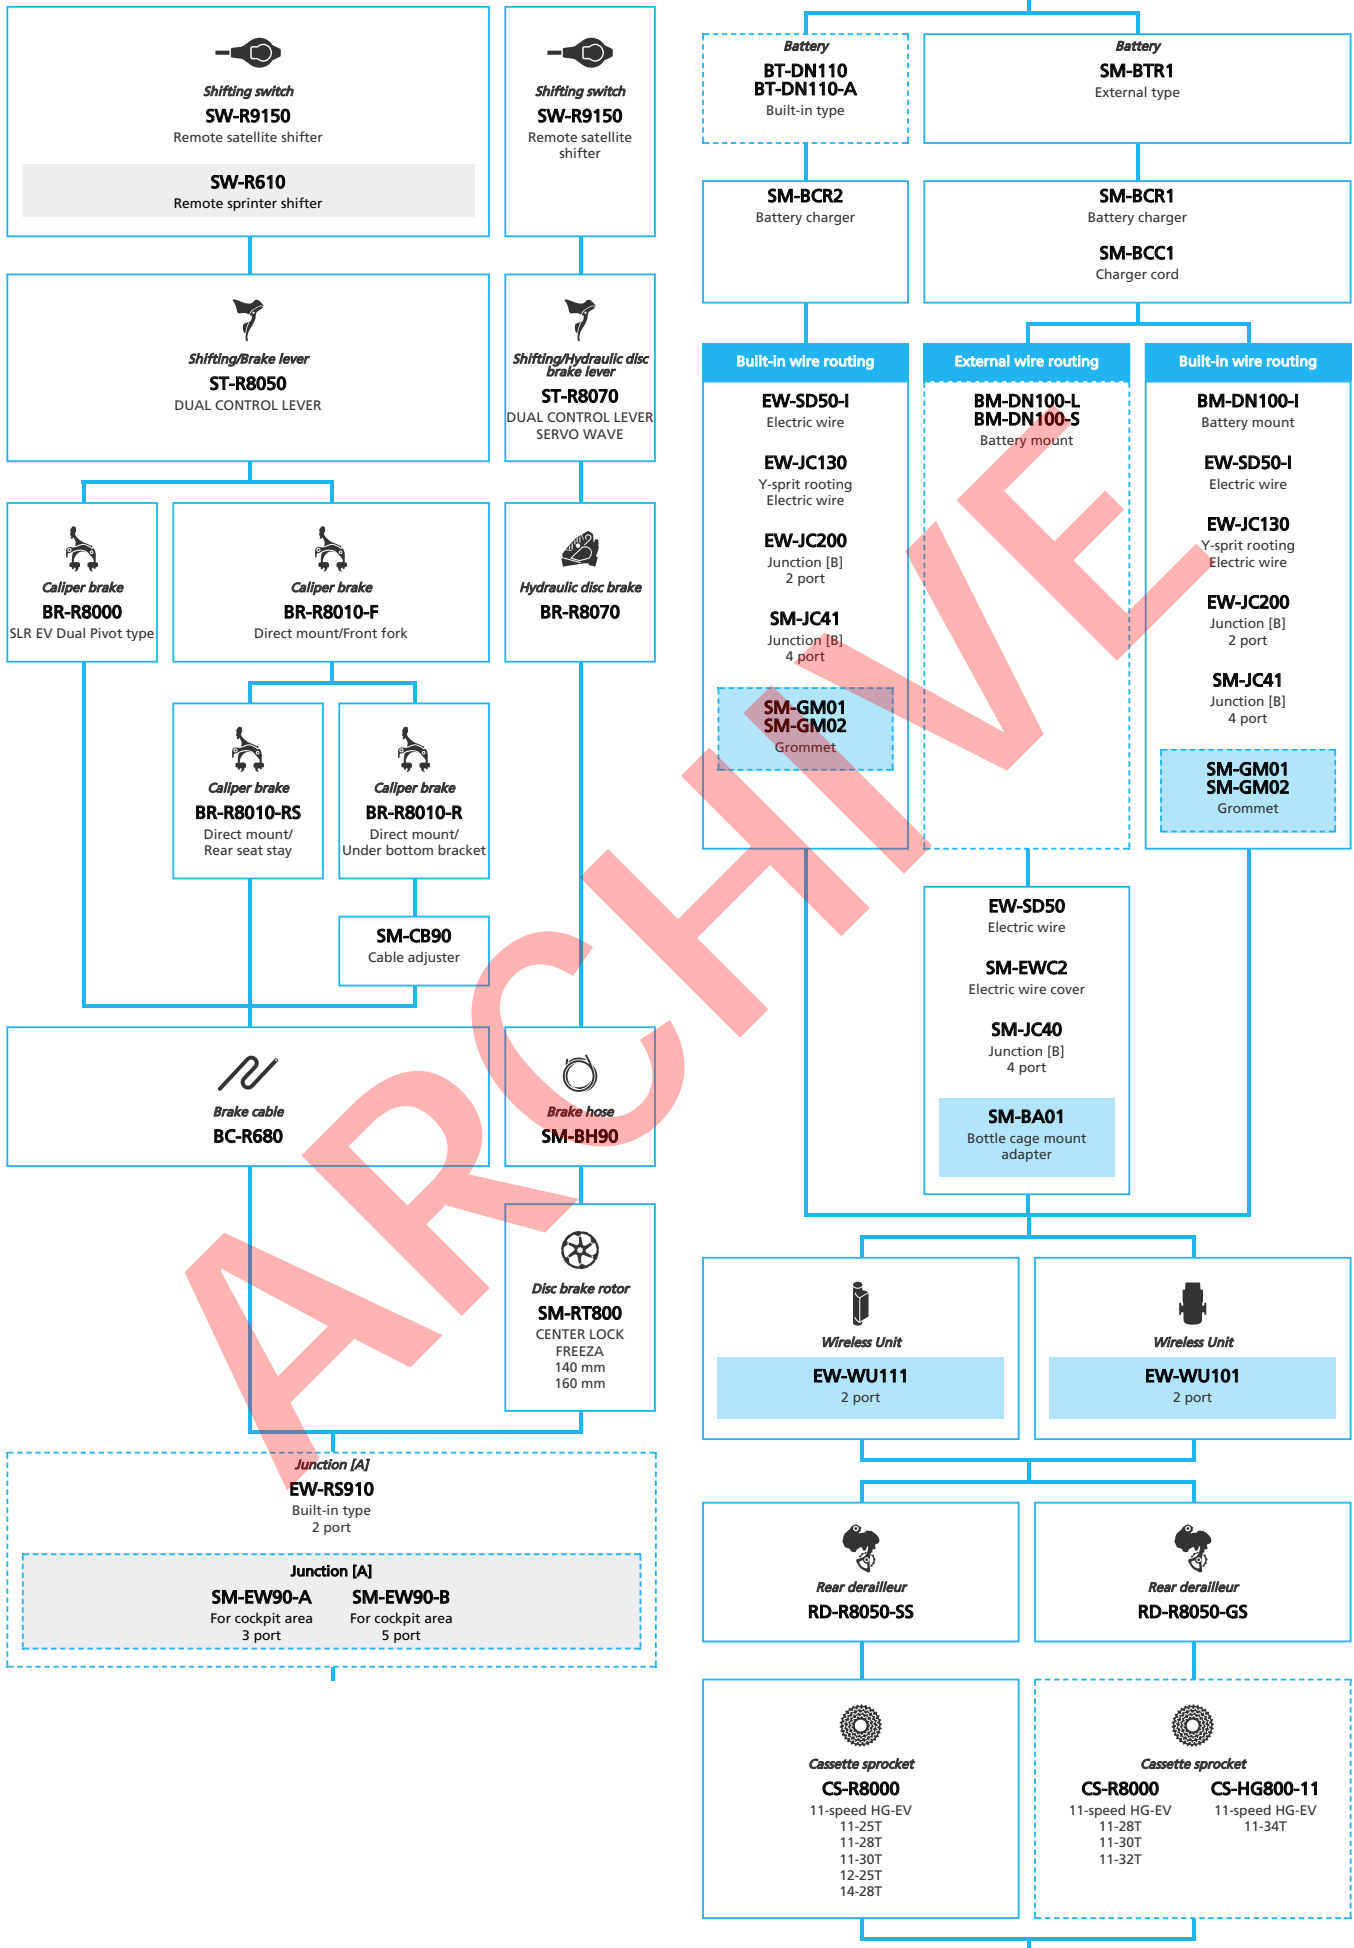 Shifting switch
SW-R9150
Remote satellite shifter
SW-R610
Remote sprinter shifter
Shifting switch
SW-R9150
Remote satellite
shifter
Shifting/Brake lever
ST-R8050
DUAL CONTROL LEVER
Shifting/Hydraulic disc
brake lever
ST-R8070
DUAL CONTROL LEVER
SERVO WAVE
Caliper brake
BR-R8000
SLR EV Dual Pivot type
Caliper brake
BR-R8010-F
Direct mount/Front fork
Hydraulic disc brake
BR-R8070
Caliper brake
BR-R8010-RS
Direct mount/
Rear seat stay
Caliper brake
BR-R8010-R
Direct mount/
Under bottom bracket
SM-CB90
Cable adjuster
Brake cable
BC-R680
Brake hose
SM-BH90
Disc brake rotor
SM-RT800
CENTER LOCK
FREEZA
140 mm
160 mm
Junction [A]
EW-RS910
Built-in type
2 port
Junction [A]
SM-EW90-A
For cockpit area
3 port
SM-EW90-B
For cockpit area
5 port
Battery
BT-DN110
BT-DN110-A
Built-in type
Battery
SM-BTR1
External type
SM-BCR2
Battery charger
SM-BCR1
Battery charger
SM-BCC1
Charger cord
Built-in wire routing
EW-SD50-I
Electric wire
EW-JC130
Y-sprit rooting
Electric wire
EW-JC200
Junction [B]
2 port
SM-JC41
Junction [B]
4 port
SM-GM01
SM-GM02
Grommet
External wire routing
BM-DN100-L
BM-DN100-S
Battery mount
Built-in wire routing
BM-DN100-I
Battery mount
EW-SD50-I
Electric wire
EW-JC130
Y-sprit rooting
Electric wire
EW-JC200
Junction [B]
2 port
SM-JC41
Junction [B]
4 port
SM-GM01
SM-GM02
Grommet
EW-SD50
Electric wire
SM-EWC2
Electric wire cover
SM-JC40
Junction [B]
4 port
SM-BA01
Bottle cage mount
adapter
Wireless Unit
EW-WU111
2 port
Wireless Unit
EW-WU101
2 port
Rear derailleur
RD-R8050-SS
Rear derailleur
RD-R8050-GS
Cassette sprocket
CS-R8000
11-speed HG-EV
11-25T
11-28T
11-30T
12-25T
14-28T
Cassette sprocket
CS-R8000
11-speed HG-EV
11-28T
11-30T
11-32T
CS-HG800-11
11-speed HG-EV
11-34T
ARCHIVE